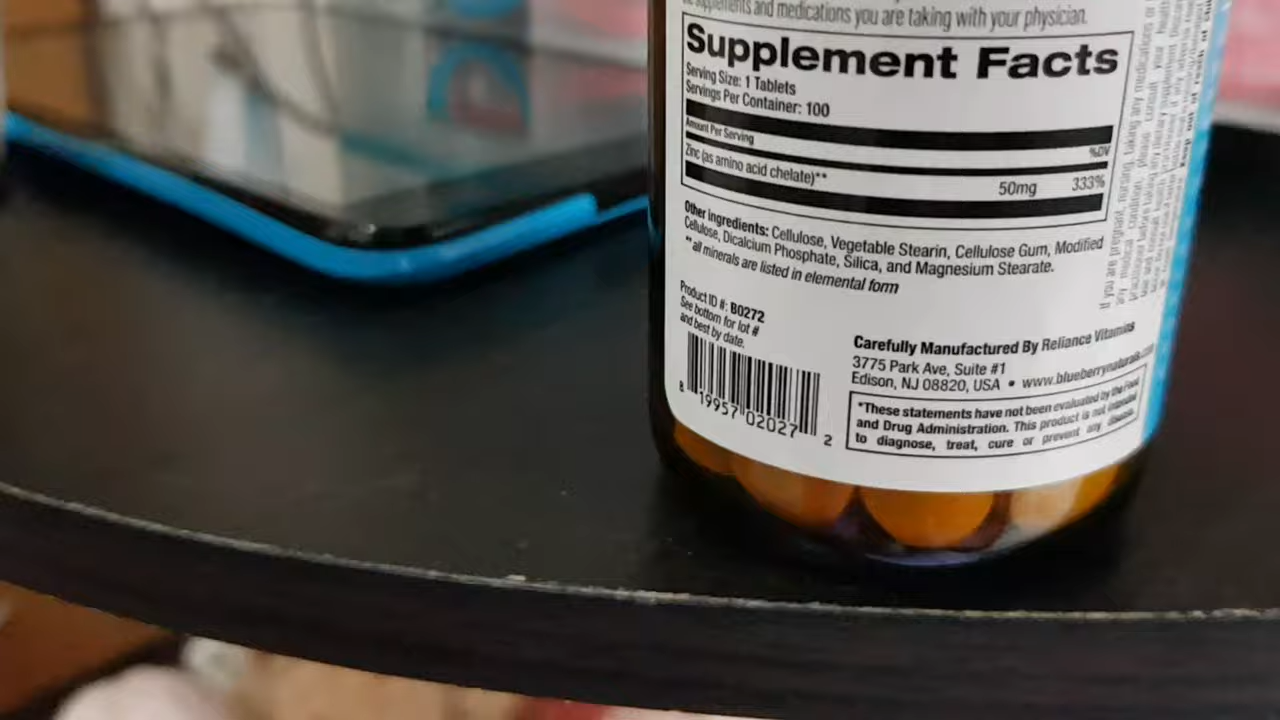 supplements and medications you are taking with your physician.
Supplement Facts
Serving Size: 1 Tablets
Servings Per Container: 100
Amount Per Serving %DV
Zinc (as amino acid chelate)** 50mg 333%
Other ingredients: Cellulose, Vegetable Stearin, Cellulose Gum, Modified
Cellulose, Dicalcium Phosphate, Silica, and Magnesium Stearate.
**all minerals are listed in elemental form
Product ID #: B0272
See bottom for lot #
and best by date.
8 19957 02027 2
Carefully Manufactured By Reliance Vitamins
3775 Park Ave, Suite #1
Edison, NJ 08820, USA • www.blueberrynaturals.com
*These statements have not been evaluated by the Food
and Drug Administration. This product is not intended
to diagnose, treat, cure or prevent any disease.
If you are pregnant, nursing, taking any medications or